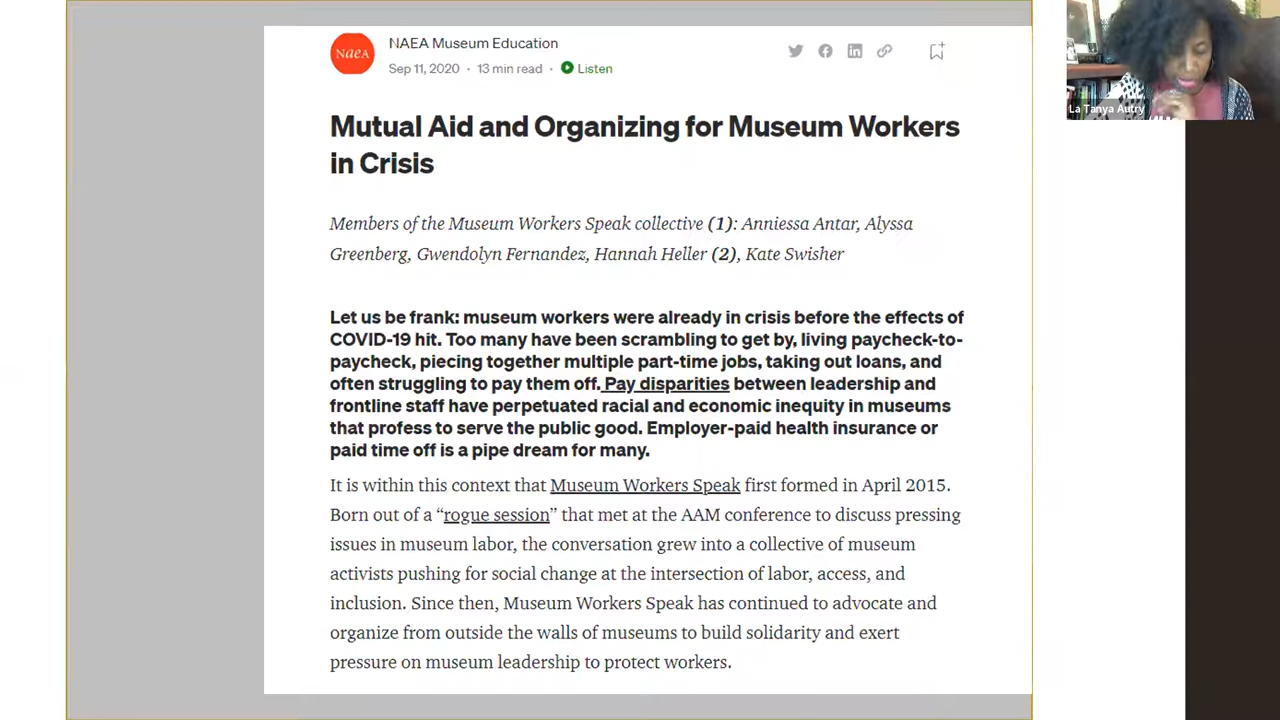 NAEA
NAEA Museum Education
Sep 11, 2020 · 13 min read · Listen
La Tanya Autry
Mutual Aid and Organizing for Museum Workers
in Crisis
Members of the Museum Workers Speak collective (1): Anniessa Antar, Alyssa
Greenberg, Gwendolyn Fernandez, Hannah Heller (2), Kate Swisher
Let us be frank: museum workers were already in crisis before the effects of
COVID-19 hit. Too many have been scrambling to get by, living paycheck-to-
paycheck, piecing together multiple part-time jobs, taking out loans, and
often struggling to pay them off. Pay disparities between leadership and
frontline staff have perpetuated racial and economic inequity in museums
that profess to serve the public good. Employer-paid health insurance or
paid time off is a pipe dream for many.
It is within this context that Museum Workers Speak first formed in April 2015.
Born out of a “rogue session” that met at the AAM conference to discuss pressing
issues in museum labor, the conversation grew into a collective of museum
activists pushing for social change at the intersection of labor, access, and
inclusion. Since then, Museum Workers Speak has continued to advocate and
organize from outside the walls of museums to build solidarity and exert
pressure on museum leadership to protect workers.